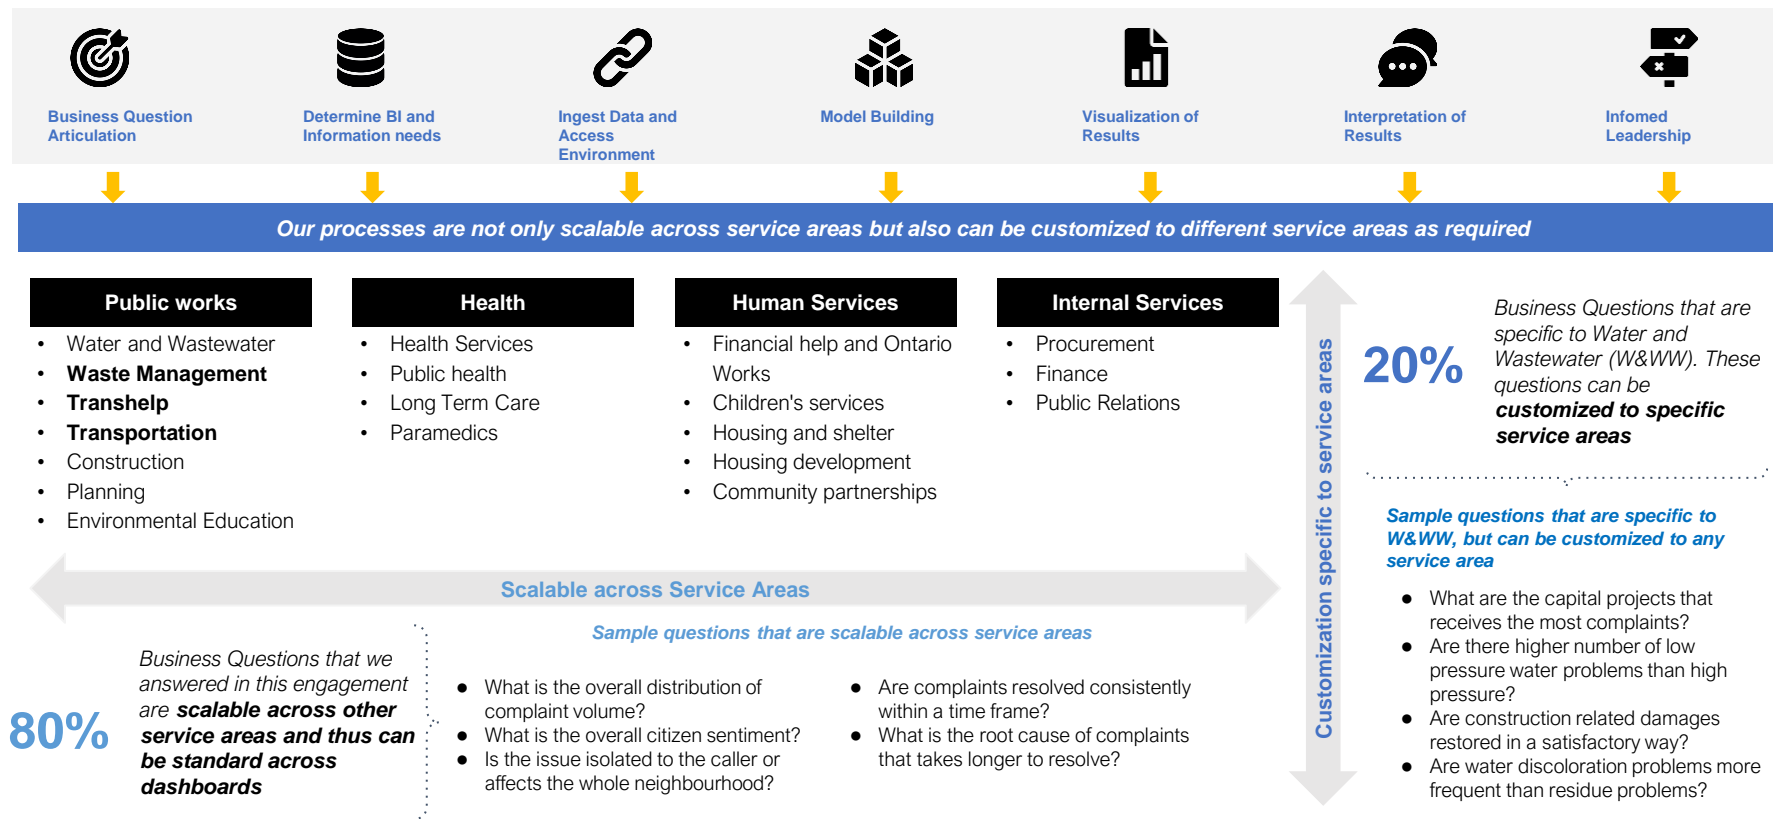 Business Question
Articulation
Determine BI and
Information needs
Ingest Data and
Access
Environment
Model Building
Visualization of
Results
Interpretation of
Results
Infomed
Leadership
Our processes are not only scalable across service areas but also can be customized to different service areas as required
Public works
• Water and Wastewater
• Waste Management
• Transhelp
• Transportation
• Construction
• Planning
• Environmental Education
Health
• Health Services
• Public health
• Long Term Care
• Paramedics
Human Services
• Financial help and Ontario
Works
• Children's services
• Housing and shelter
• Housing development
• Community partnerships
Internal Services
• Procurement
• Finance
• Public Relations
Scalable across Service Areas
80%
Business Questions that we
answered in this engagement
are scalable across other
service areas and thus can
be standard across
dashboards
Sample questions that are scalable across service areas
● What is the overall distribution of
complaint volume?
● What is the overall citizen sentiment?
● Is the issue isolated to the caller or
affects the whole neighbourhood?
● Are complaints resolved consistently
within a time frame?
● What is the root cause of complaints
that takes longer to resolve?
Customization specific to service areas
20%
Business Questions that are
specific to Water and
Wastewater (W&WW). These
questions can be
customized to specific
service areas
Sample questions that are specific to
W&WW, but can be customized to any
service area
● What are the capital projects that
receives the most complaints?
● Are there higher number of low
pressure water problems than high
pressure?
● Are construction related damages
restored in a satisfactory way?
● Are water discoloration problems more
frequent than residue problems?